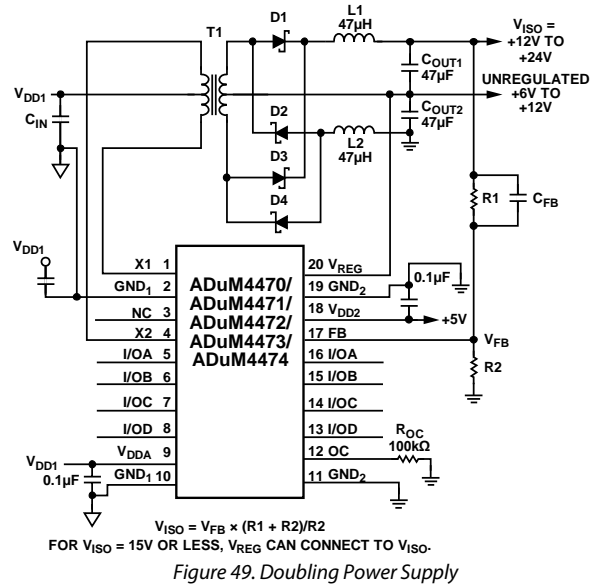 D1
L1
47µH
T1
V_ISO =
+12V TO
+24V
C_OUT1
47µF
UNREGULATED
+6V TO
+12V
V_DD1
C_IN
D2
C_OUT2
47µF
L2
47µH
D3
D4
R1
C_FB
V_DD1
X1 1
GND_1 2
NC 3
X2 4
I/OA 5
I/OB 6
I/OC 7
I/OD 8
V_DDA 9
GND_1 10
ADuM4470/
ADuM4471/
ADuM4472/
ADuM4473/
ADuM4474
20 V_REG
19 GND_2
18 V_DD2
17 FB
16 I/OA
15 I/OB
14 I/OC
13 I/OD
12 OC
11 GND_2
0.1µF
+5V
V_FB
R2
R_OC
100kΩ
V_DD1
0.1µF
V_ISO = V_FB × (R1 + R2)/R2
FOR V_ISO = 15V OR LESS, V_REG CAN CONNECT TO V_ISO.
Figure 49. Doubling Power Supply